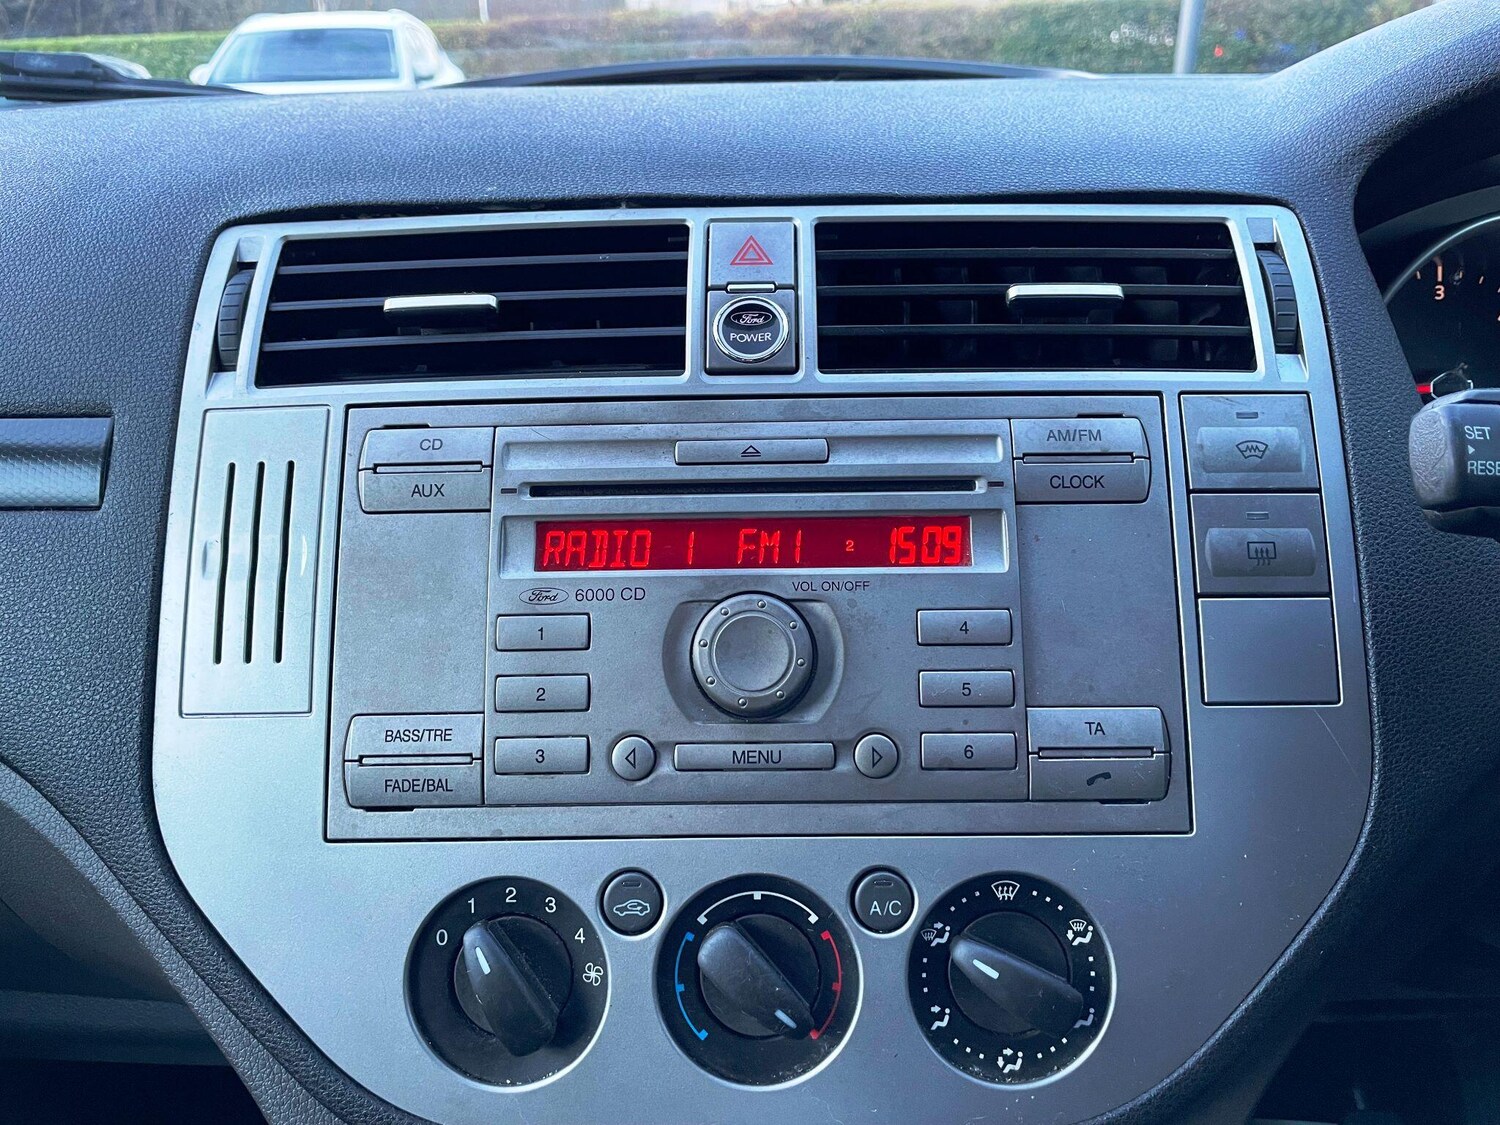 3
Ford
POWER
SET
RESE
CD
AM/FM
AUX
CLOCK
RADIO 1 FM1 2 1509
Ford 6000 CD
VOL ON/OFF
1
4
2
5
3
MENU
6
BASS/TRE
TA
FADE/BAL
0 1 2 3 4
A/C